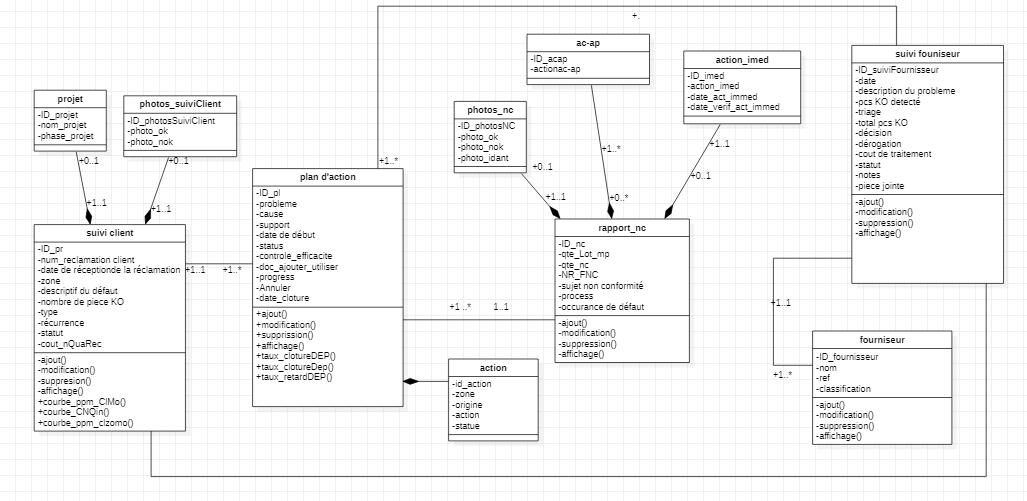 projet
-ID_projet
-nom_projet
-phase_projet
photos_suiviClient
-ID_photosSuiviClient
-photo_ok
-photo_nok
+0..1
+0..1
+1..1
+1..1
suivi client
-ID_pr
-num_reclamation client
-date de réceptionde la réclamation
-zone
-descriptif du défaut
-nombre de piece KO
-type
-récurrence
-statut
-cout_nQuaRec
-ajout()
-modification()
-suppresion()
-affichage()
+courbe_ppm_ClMo()
+courbe_CNQin()
+courbe_ppm_clzomo()
+1..1
+1..*
+1..*
plan d'action
-ID_pl
-probleme
-cause
-support
-date de début
-status
-controle_efficacite
-doc_ajouter_utiliser
-progress
-Annuler
-date_cloture
+ajout()
+modification()
+supprission()
+affichage()
+taux_clotureDEP()
+taux_clotureDep()
+taux_retardDEP()
+1 ..*
1..1
action
-id_action
-zone
-origine
-action
-statue
photos_nc
-ID_photosNC
-photo_ok
-photo_nok
-photo_idant
+0..1
+1..1
ac-ap
-ID_acap
-actionac-ap
+1..*
+0..*
action_imed
-ID_imed
-action_imed
-date_act_immed
-date_verif_act_immed
+1..1
+0..1
rapport_nc
-ID_nc
-qte_Lot_mp
-qte_nc
-NR_FNC
-sujet non conformité
-process
-occurance de défaut
-ajout()
-modification()
-suppression()
-affichage()
+.
suivi founiseur
-ID_suiviFournisseur
-date
-description du probleme
-pcs KO detecté
-triage
-total pcs KO
-décision
-dérogation
-cout de traitement
-statut
-notes
-piece jointe
-ajout()
-modification()
-suppression()
-affichage()
+1..1
+1..*
fourniseur
-ID_fournisseur
-nom
-ref
-classification
-ajout()
-modification()
-suppression()
-affichage()